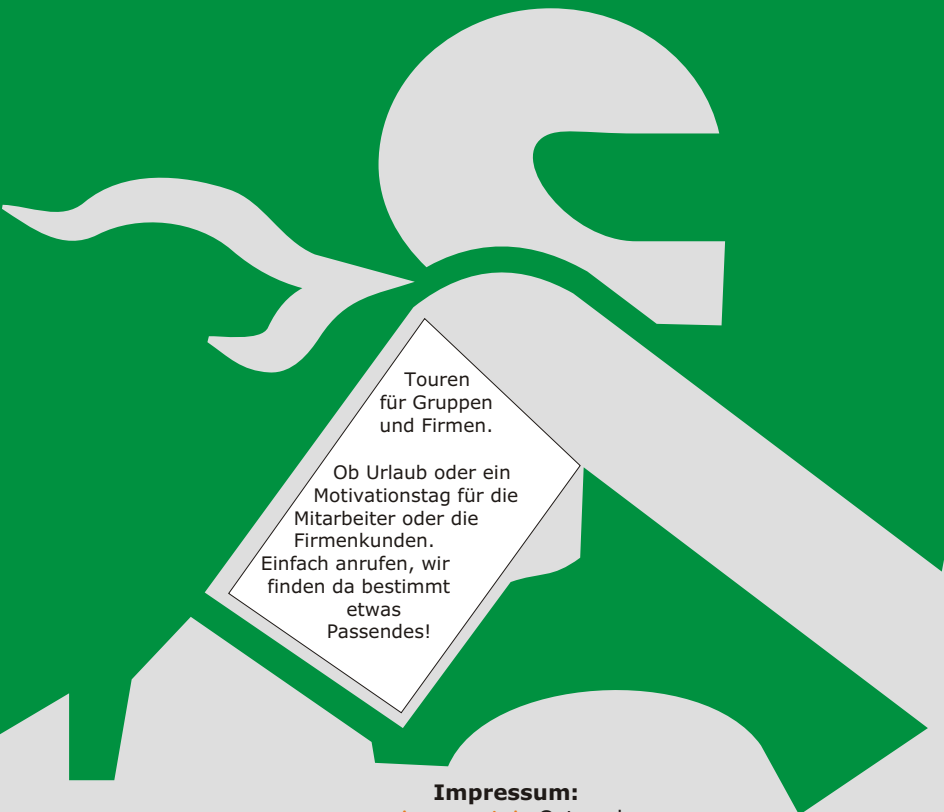 Touren
für Gruppen
und Firmen.
Ob Urlaub oder ein
Motivationstag für die
Mitarbeiter oder die
Firmenkunden.
Einfach anrufen, wir
finden da bestimmt
etwas
Passendes!
Impressum: